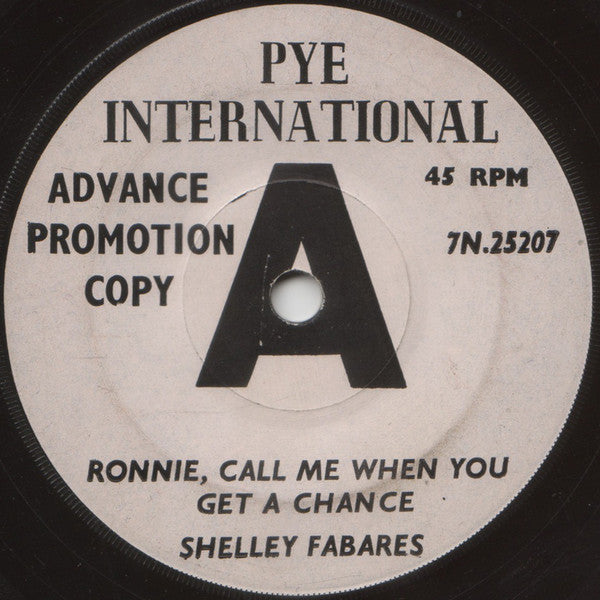 PYE
INTERNATIONAL
ADVANCE
PROMOTION
COPY
A
45 RPM
7N.25207
RONNIE, CALL ME WHEN YOU
GET A CHANCE
SHELLEY FABARES